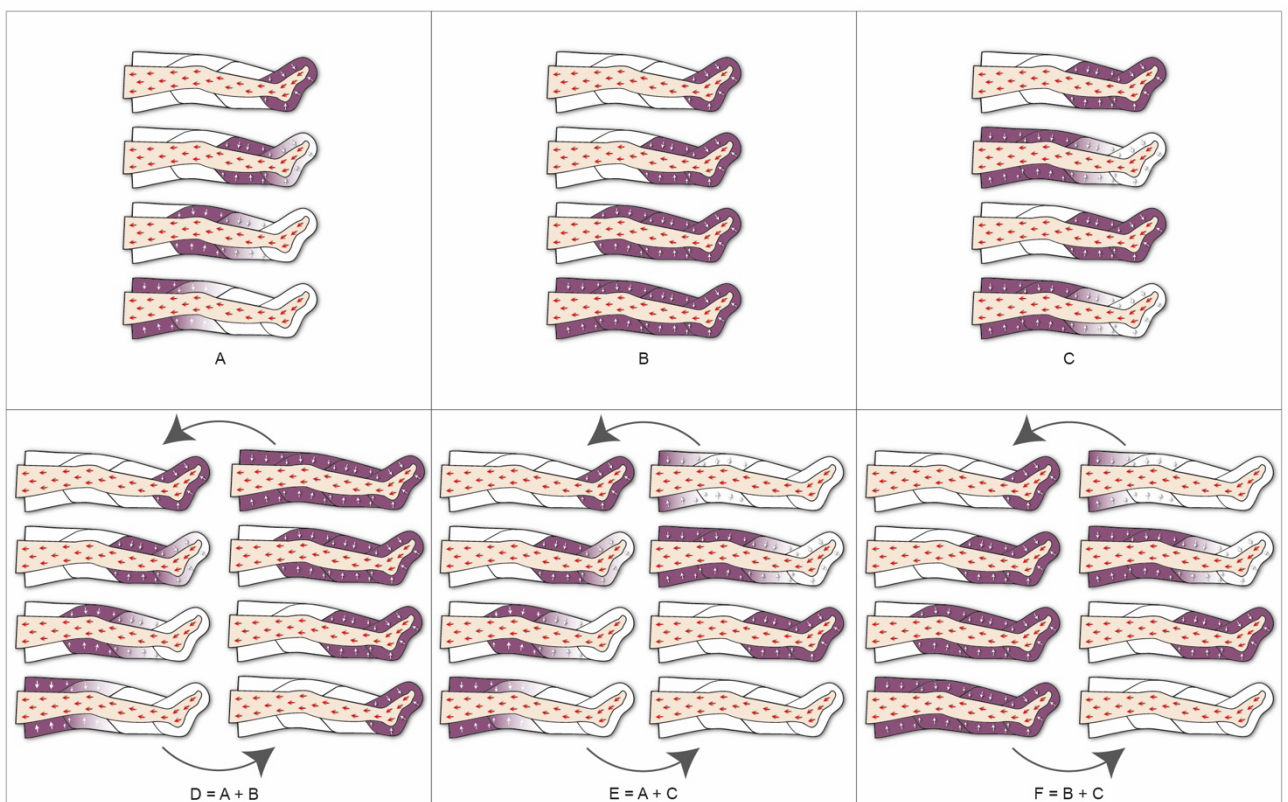 A
B
C
D = A + B
E = A + C
F = B + C